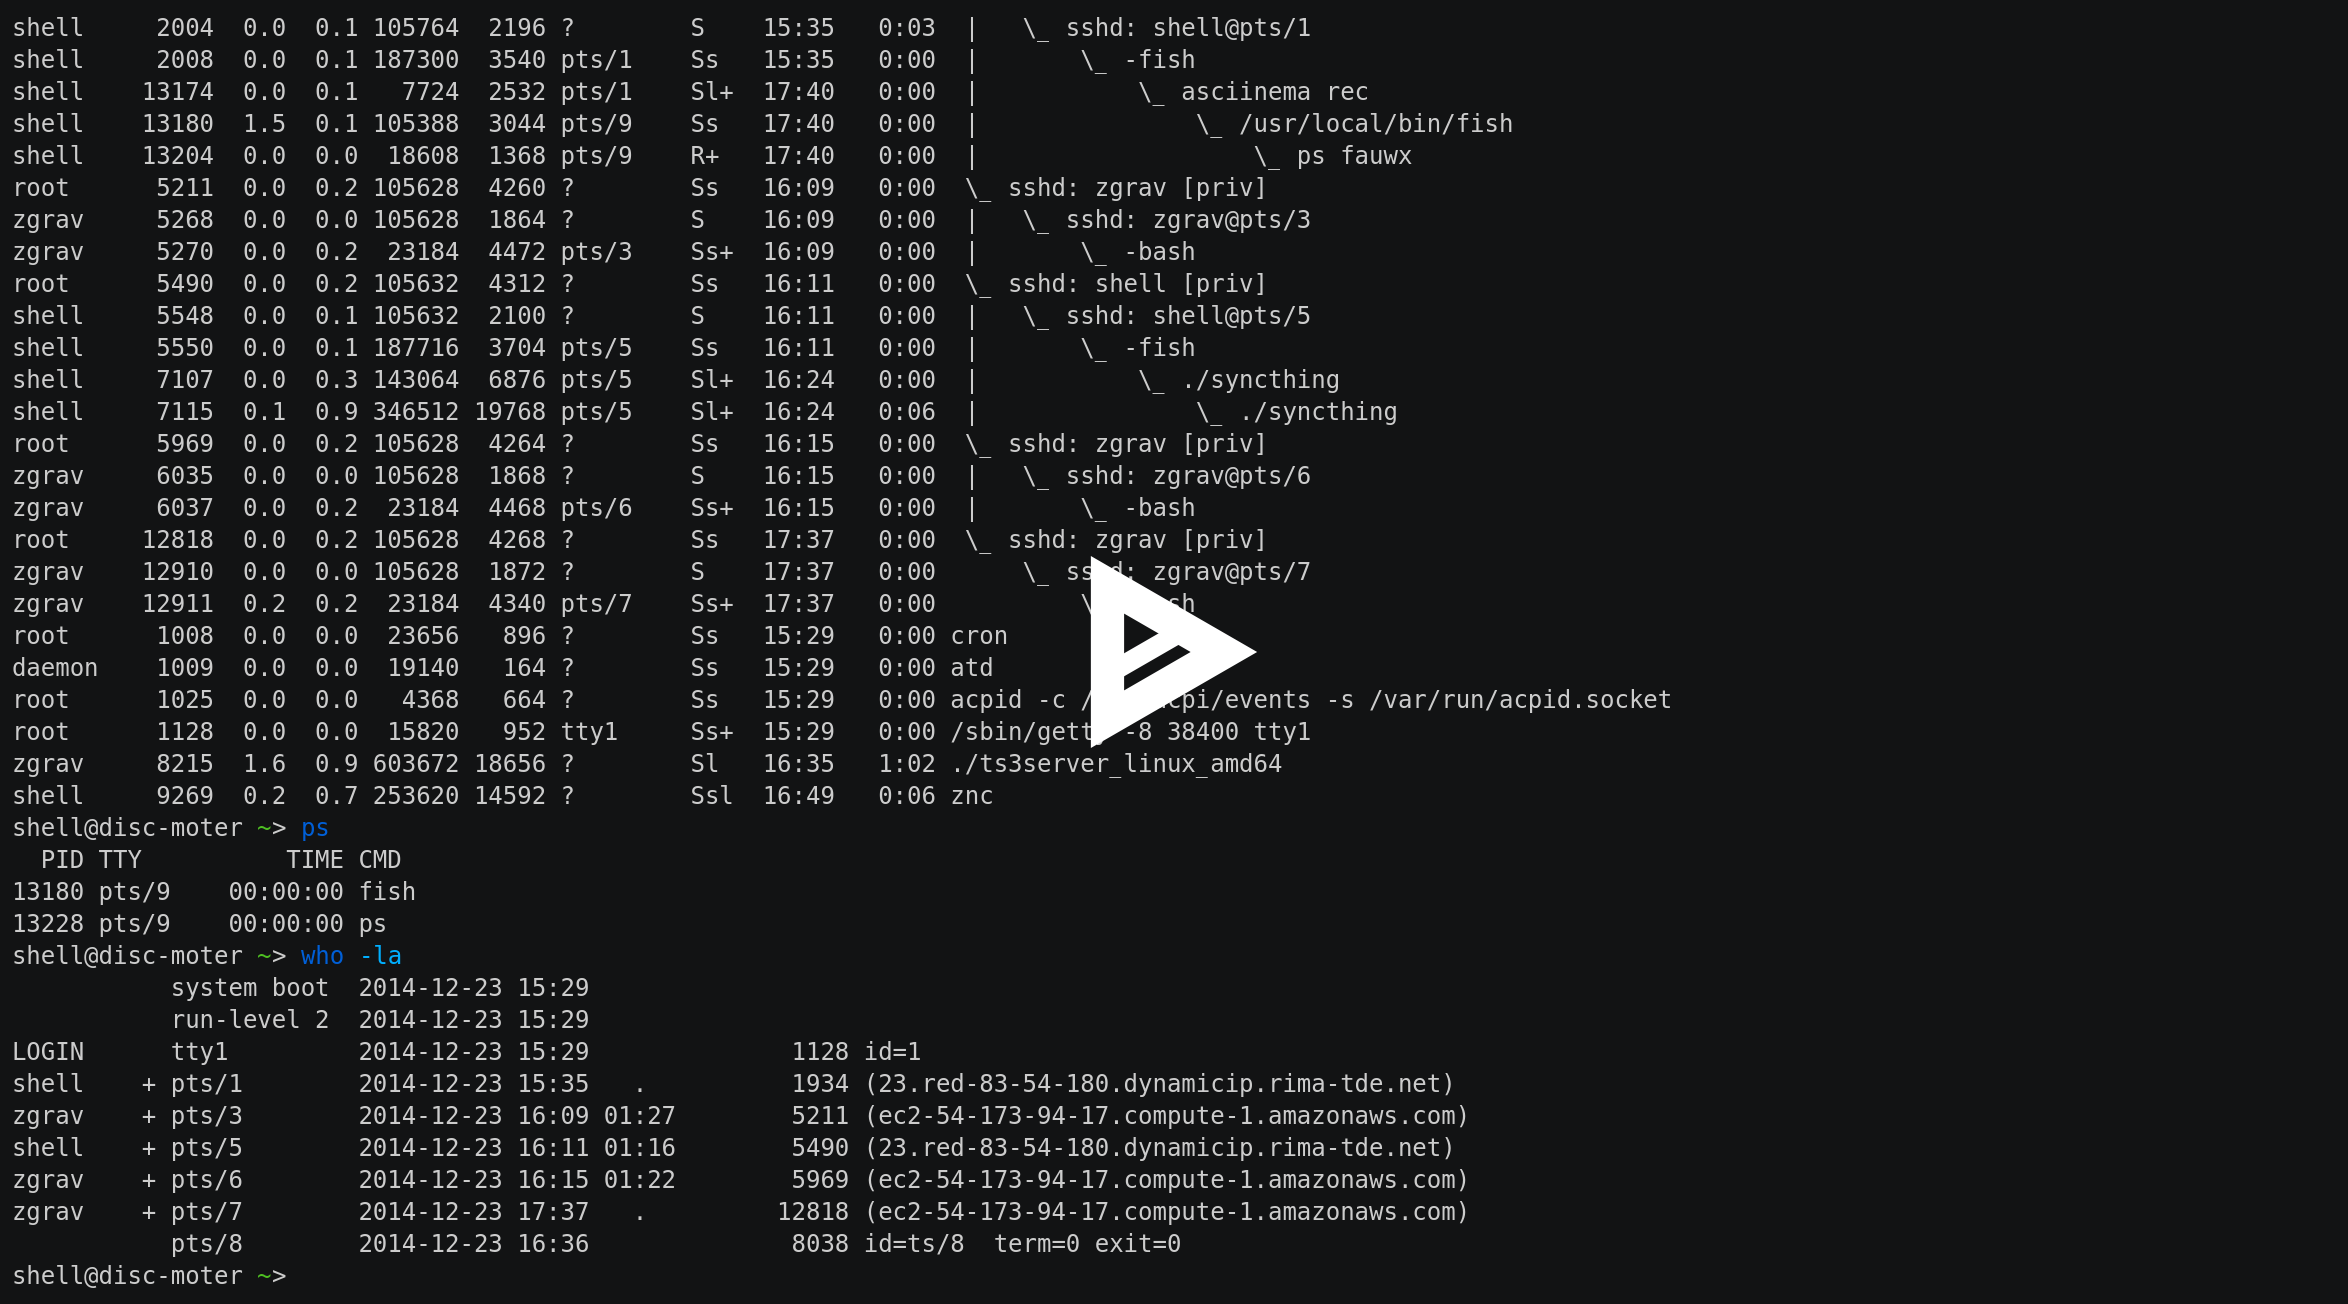 shell     2004  0.0  0.1 105764  2196 ?        S    15:35   0:03  |   \_ sshd: shell@pts/1
shell     2008  0.0  0.1 187300  3540 pts/1    Ss   15:35   0:00  |       \_ -fish
shell    13174  0.0  0.1   7724  2532 pts/1    Sl+  17:40   0:00  |           \_ asciinema rec
shell    13180  1.5  0.1 105388  3044 pts/9    Ss   17:40   0:00  |               \_ /usr/local/bin/fish
shell    13204  0.0  0.0  18608  1368 pts/9    R+   17:40   0:00  |                   \_ ps fauwx
root      5211  0.0  0.2 105628  4260 ?        Ss   16:09   0:00  \_ sshd: zgrav [priv]
zgrav     5268  0.0  0.0 105628  1864 ?        S    16:09   0:00  |   \_ sshd: zgrav@pts/3
zgrav     5270  0.0  0.2  23184  4472 pts/3    Ss+  16:09   0:00  |       \_ -bash
root      5490  0.0  0.2 105632  4312 ?        Ss   16:11   0:00  \_ sshd: shell [priv]
shell     5548  0.0  0.1 105632  2100 ?        S    16:11   0:00  |   \_ sshd: shell@pts/5
shell     5550  0.0  0.1 187716  3704 pts/5    Ss   16:11   0:00  |       \_ -fish
shell     7107  0.0  0.3 143064  6876 pts/5    Sl+  16:24   0:00  |           \_ ./syncthing
shell     7115  0.1  0.9 346512 19768 pts/5    Sl+  16:24   0:06  |               \_ ./syncthing
root      5969  0.0  0.2 105628  4264 ?        Ss   16:15   0:00  \_ sshd: zgrav [priv]
zgrav     6035  0.0  0.0 105628  1868 ?        S    16:15   0:00  |   \_ sshd: zgrav@pts/6
zgrav     6037  0.0  0.2  23184  4468 pts/6    Ss+  16:15   0:00  |       \_ -bash
root     12818  0.0  0.2 105628  4268 ?        Ss   17:37   0:00  \_ sshd: zgrav [priv]
zgrav    12910  0.0  0.0 105628  1872 ?        S    17:37   0:00      \_ sshd: zgrav@pts/7
zgrav    12911  0.2  0.2  23184  4340 pts/7    Ss+  17:37   0:00
root      1008  0.0  0.0  23656   896 ?        Ss   15:29   0:00 cron
daemon    1009  0.0  0.0  19140   164 ?        Ss   15:29   0:00 atd
root      1025  0.0  0.0   4368   664 ?        Ss   15:29   0:00 acpid -c -s /var/run/acpid.socket
root      1128  0.0  0.0  15820   952 tty1     Ss+  15:29   0:00 /sbin/getty -8 38400 tty1
zgrav     8215  1.6  0.9 603672 18656 ?        Sl   16:35   1:02 ./ts3server_linux_amd64
shell     9269  0.2  0.7 253620 14592 ?        Ssl  16:49   0:06 znc
shell@disc-moter ~> ps
  PID TTY          TIME CMD
13180 pts/9    00:00:00 fish
13228 pts/9    00:00:00 ps
shell@disc-moter ~> who -la
           system boot  2014-12-23 15:29
           run-level 2  2014-12-23 15:29
LOGIN      tty1         2014-12-23 15:29              1128 id=1
shell    + pts/1        2014-12-23 15:35   .          1934 (23.red-83-54-180.dynamicip.rima-tde.net)
zgrav    + pts/3        2014-12-23 16:09 01:27        5211 (ec2-54-173-94-17.compute-1.amazonaws.com)
shell    + pts/5        2014-12-23 16:11 01:16        5490 (23.red-83-54-180.dynamicip.rima-tde.net)
zgrav    + pts/6        2014-12-23 16:15 01:22        5969 (ec2-54-173-94-17.compute-1.amazonaws.com)
zgrav    + pts/7        2014-12-23 17:37   .         12818 (ec2-54-173-94-17.compute-1.amazonaws.com)
           pts/8        2014-12-23 16:36              8038 id=ts/8  term=0 exit=0
shell@disc-moter ~>